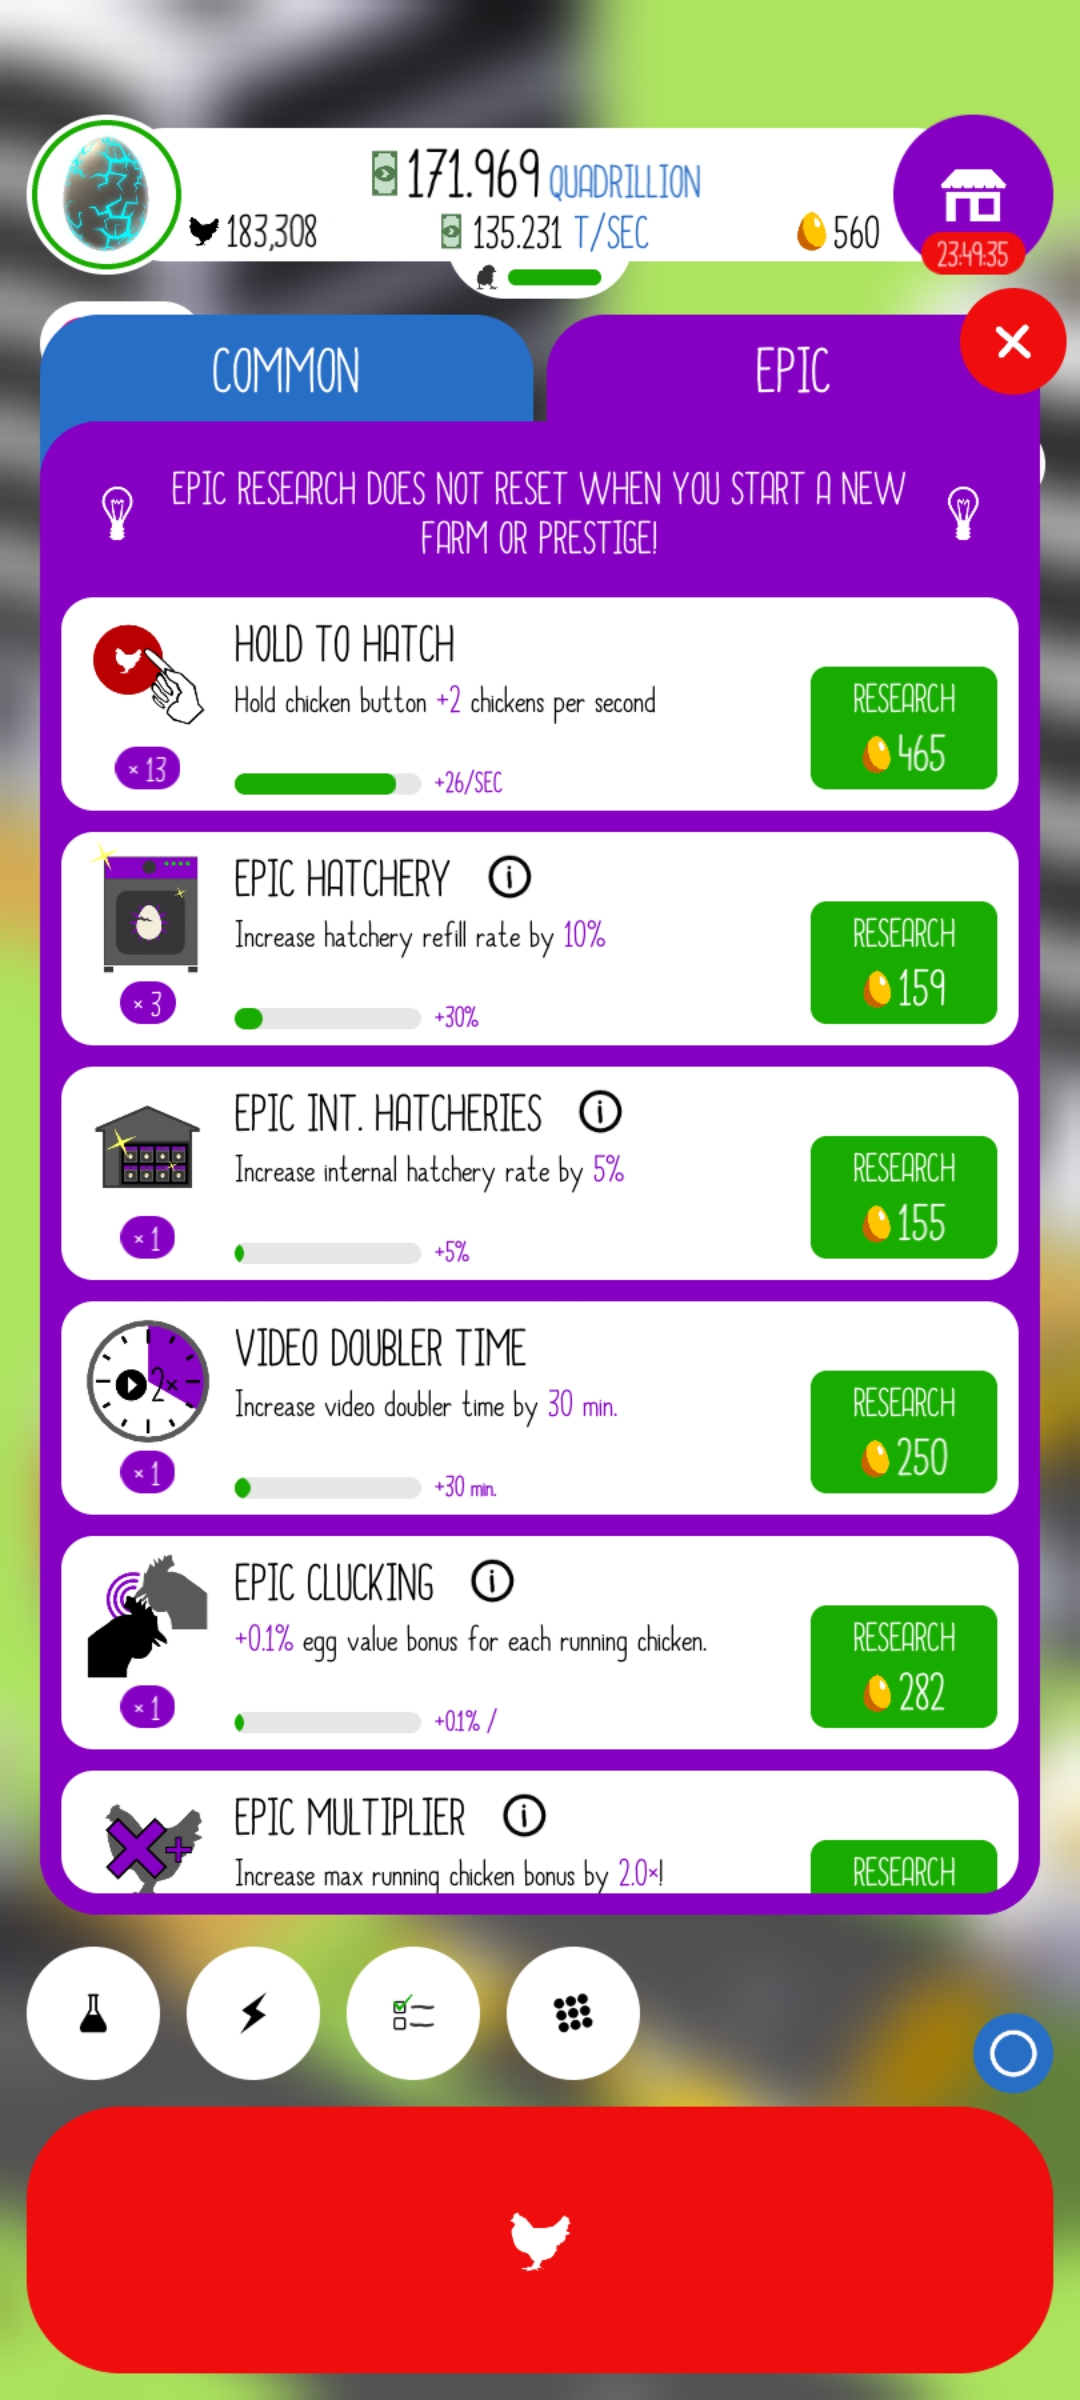 171.969 QUADRILLION
183,308
135.231 T/SEC
560
23:49:35
COMMON
EPIC
EPIC RESEARCH DOES NOT RESET WHEN YOU START A NEW
FARM OR PRESTIGE!
HOLD TO HATCH
Hold chicken button +2 chickens per second
× 13
+26/SEC
RESEARCH
465
EPIC HATCHERY
Increase hatchery refill rate by 10%
× 3
+30%
RESEARCH
159
EPIC INT. HATCHERIES
Increase internal hatchery rate by 5%
× 1
+5%
RESEARCH
155
2×
VIDEO DOUBLER TIME
Increase video doubler time by 30 min.
× 1
+30 min.
RESEARCH
250
EPIC CLUCKING
+0.1% egg value bonus for each running chicken.
× 1
+0.1% /
RESEARCH
282
EPIC MULTIPLIER
Increase max running chicken bonus by 2.0×!
RESEARCH